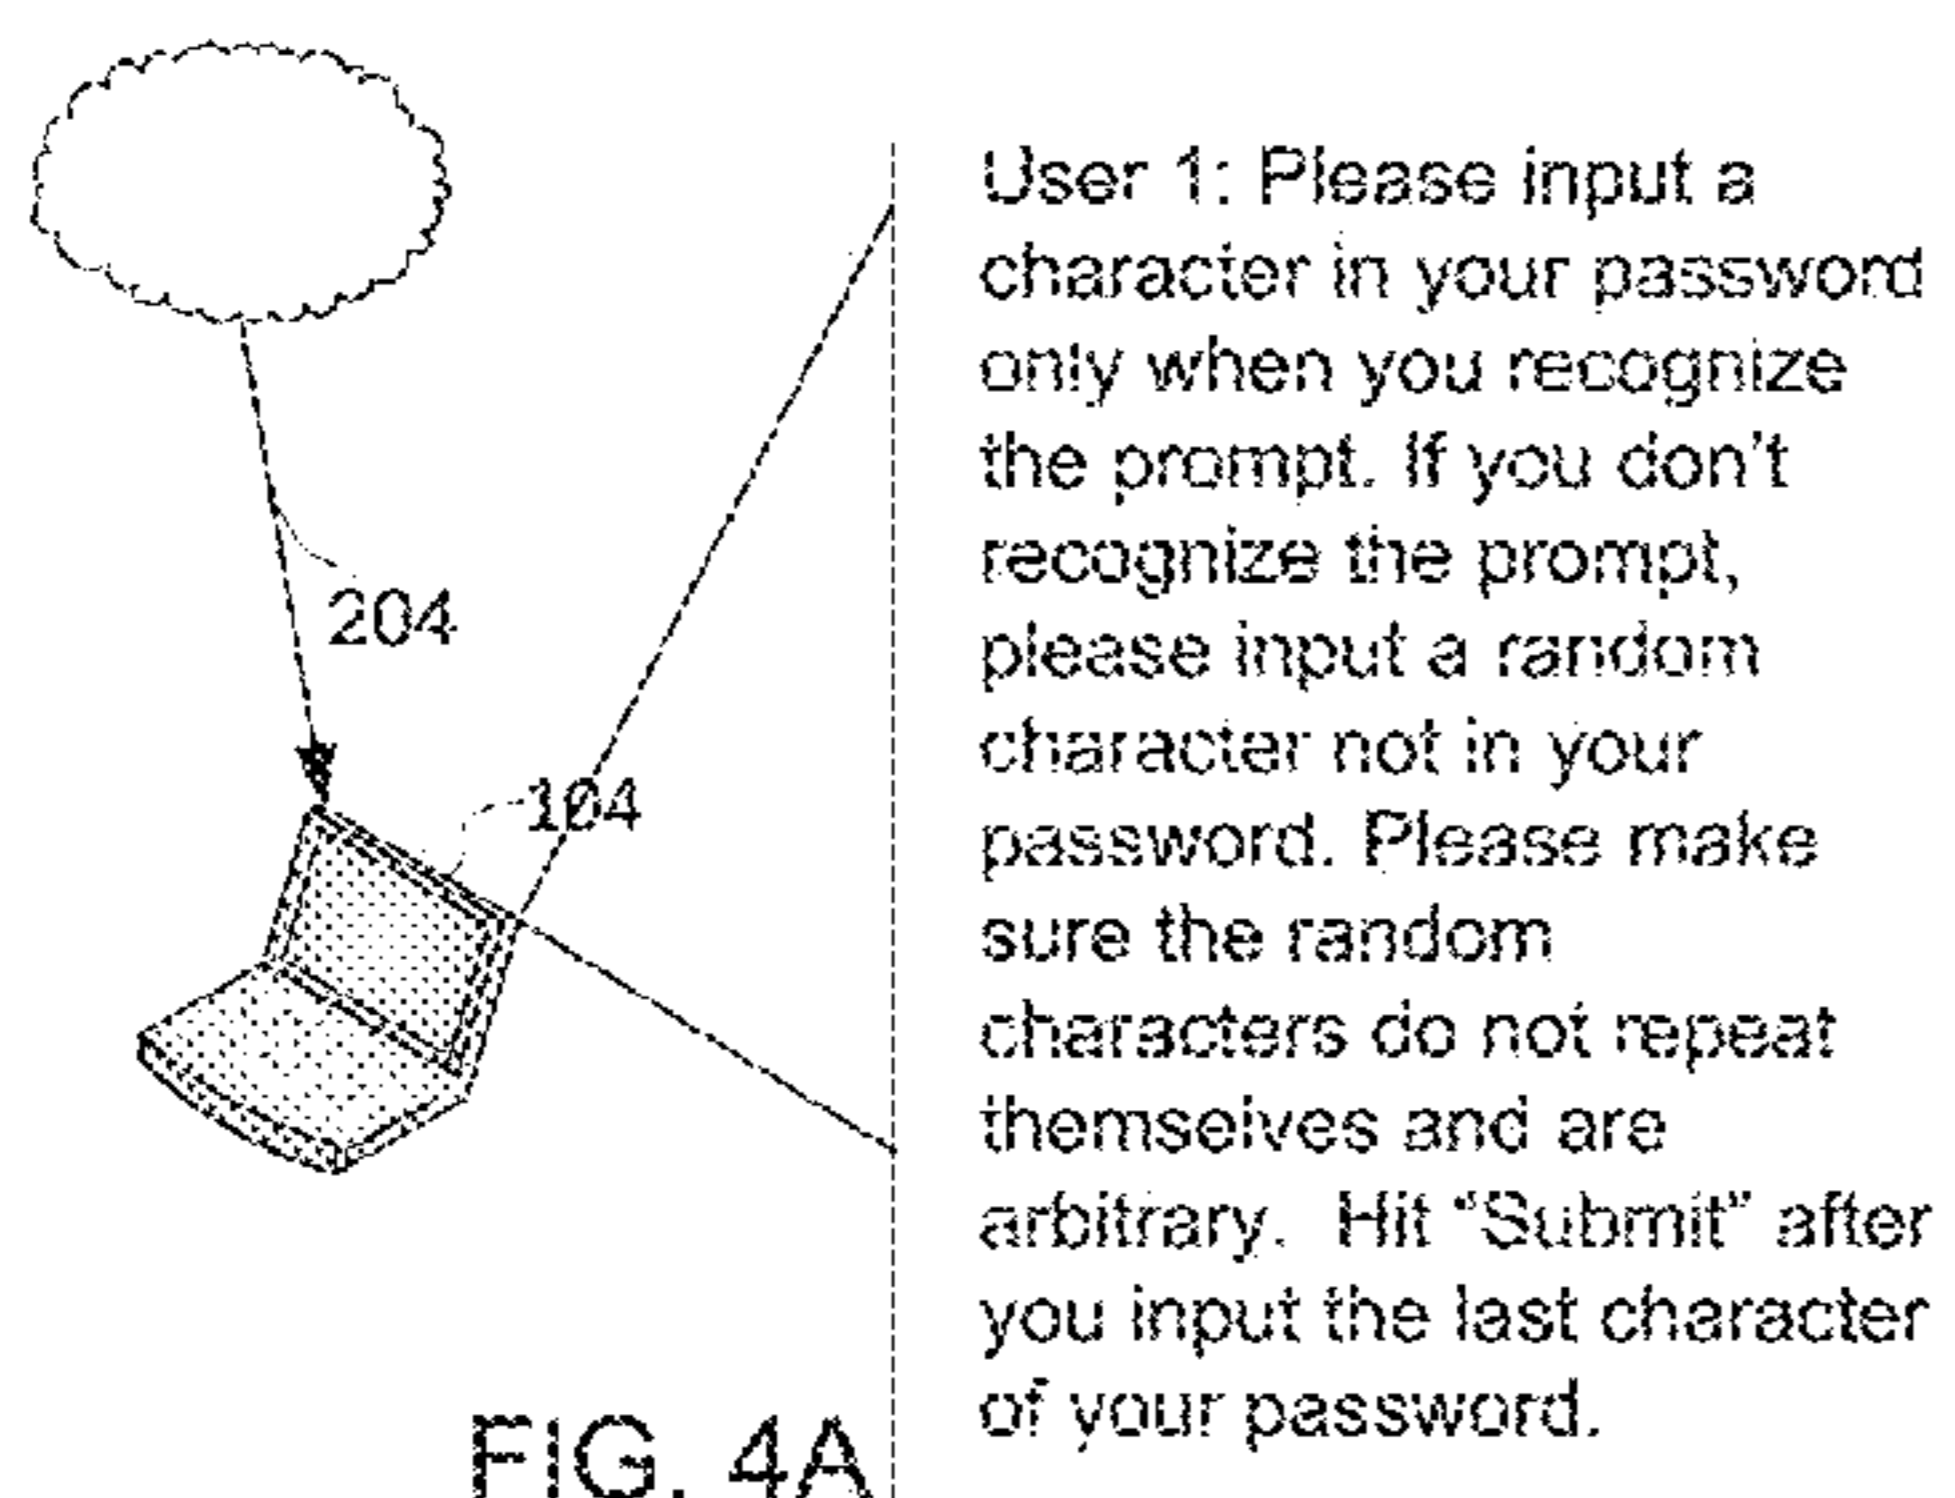 User 1: Please input a
character in your password
only when you recognize
the prompt. If you don't
recognize the prompt,
please input a random
character not in your
password. Please make
sure the random
characters do not repeat
themselves and are
arbitrary. Hit “Submit” after
you input the last character
of your password.
204
104
FIG. 4A